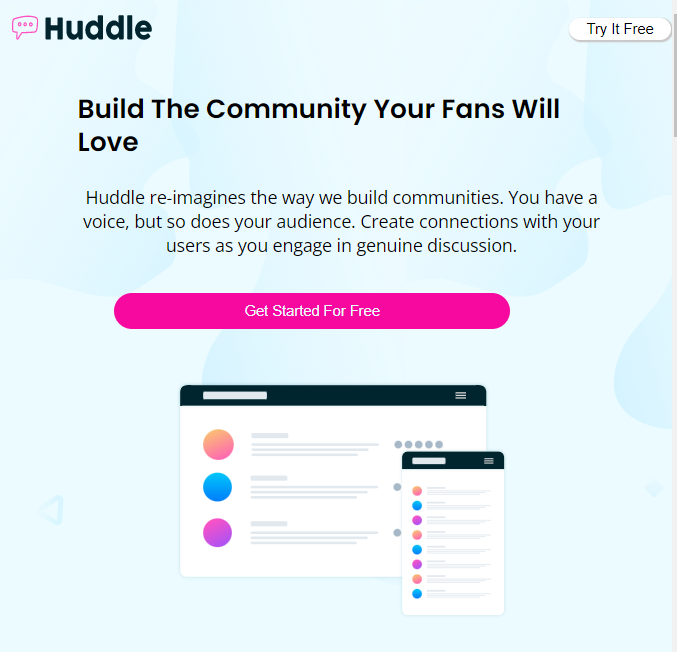 Huddle
Try It Free
Build The Community Your Fans Will
Love
Huddle re-imagines the way we build communities. You have a
voice, but so does your audience. Create connections with your
users as you engage in genuine discussion.
Get Started For Free